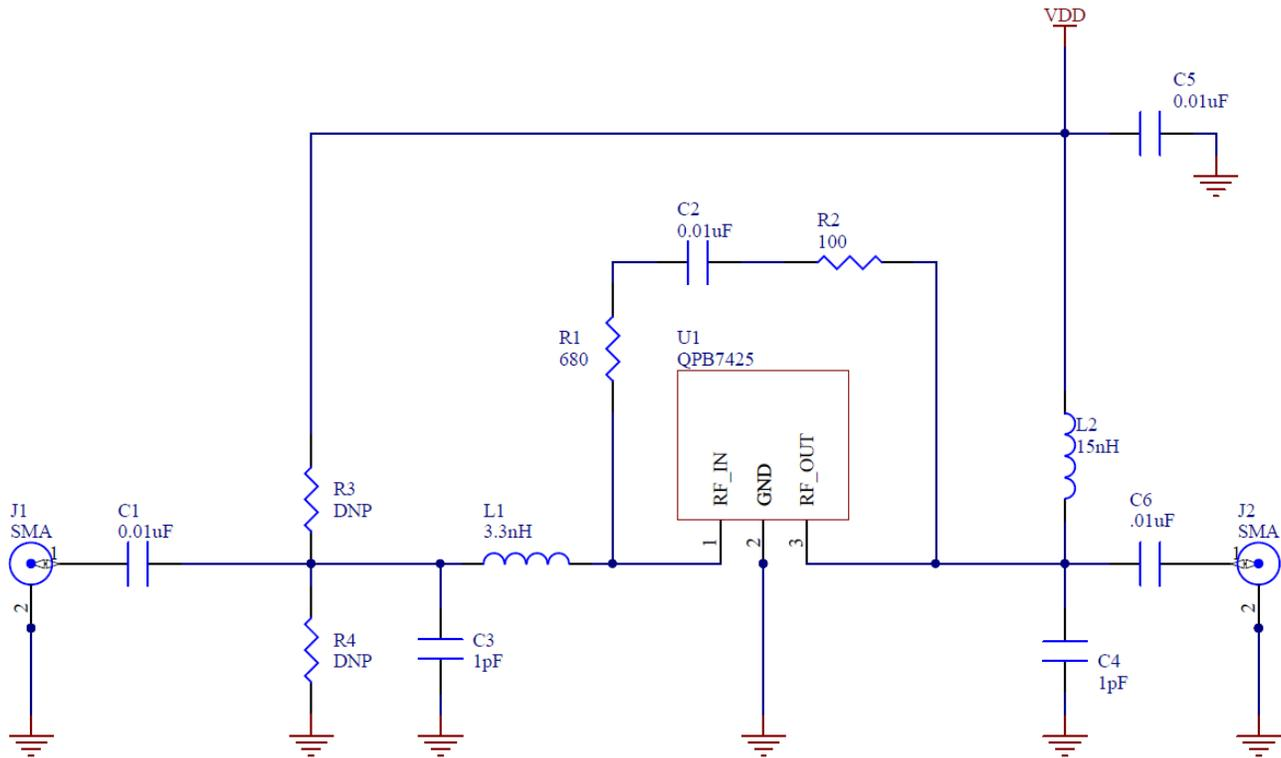 VDD
C5
0.01uF
C2
0.01uF
R2
100
R1
680
U1
QPB7425
RF_IN
GND
RF_OUT
L2
15nH
R3
DNP
J1
SMA
C1
0.01uF
L1
3.3nH
C6
.01uF
J2
SMA
1
2
3
1
1
2
2
R4
DNP
C3
1pF
C4
1pF